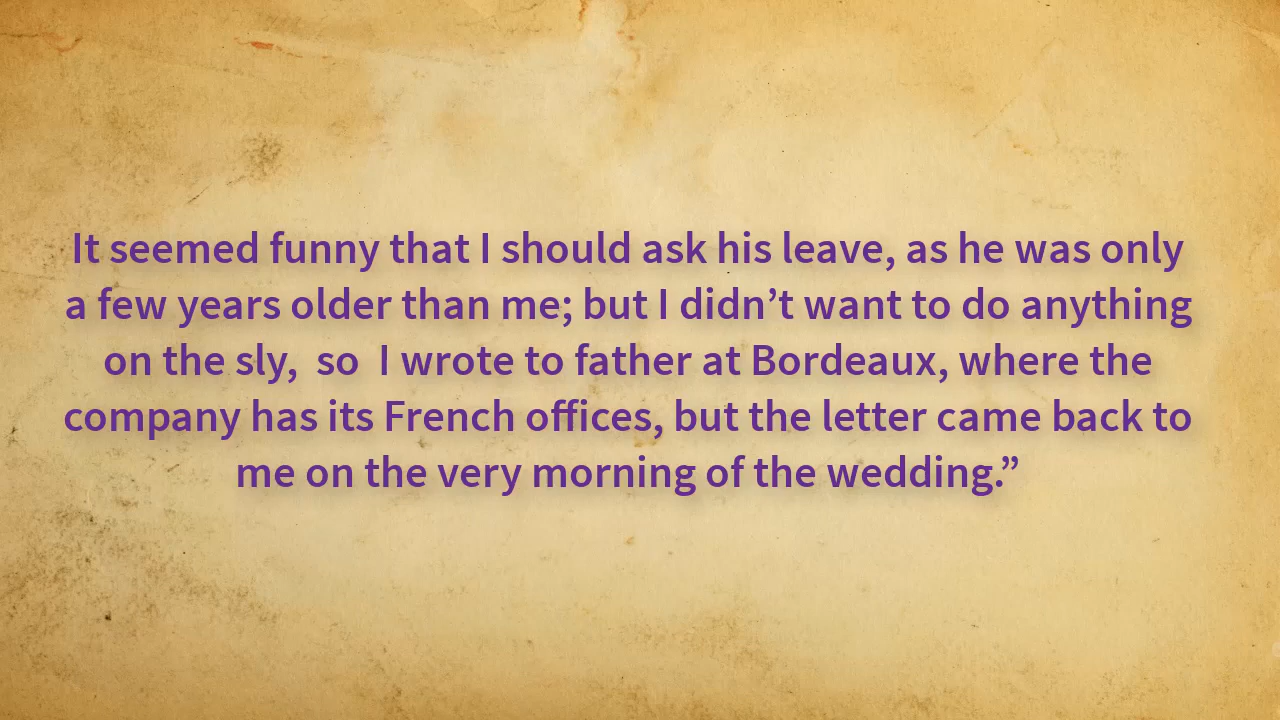 It seemed funny that I should ask his leave, as he was only
a few years older than me; but I didn’t want to do anything
on the sly,  so  I wrote to father at Bordeaux, where the
company has its French offices, but the letter came back to
me on the very morning of the wedding.”